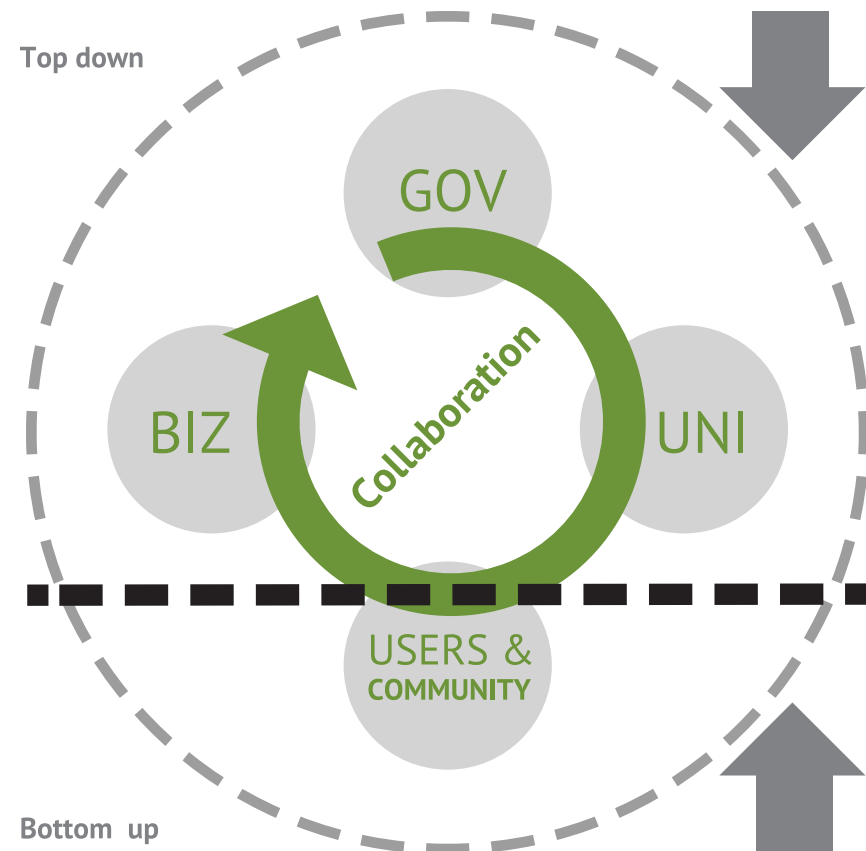 Top down
GOV
Collaboration
BIZ
UNI
USERS &
COMMUNITY
Bottom up